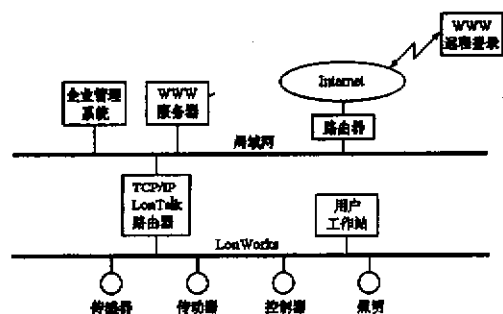 WWW
远程登录
Internet
企业管理
系统
WWW
服务器
路由器
局域网
TCP/IP
LonTalk
路由器
用户
工作站
LonWorks
传感器
传动器
控制器
照明